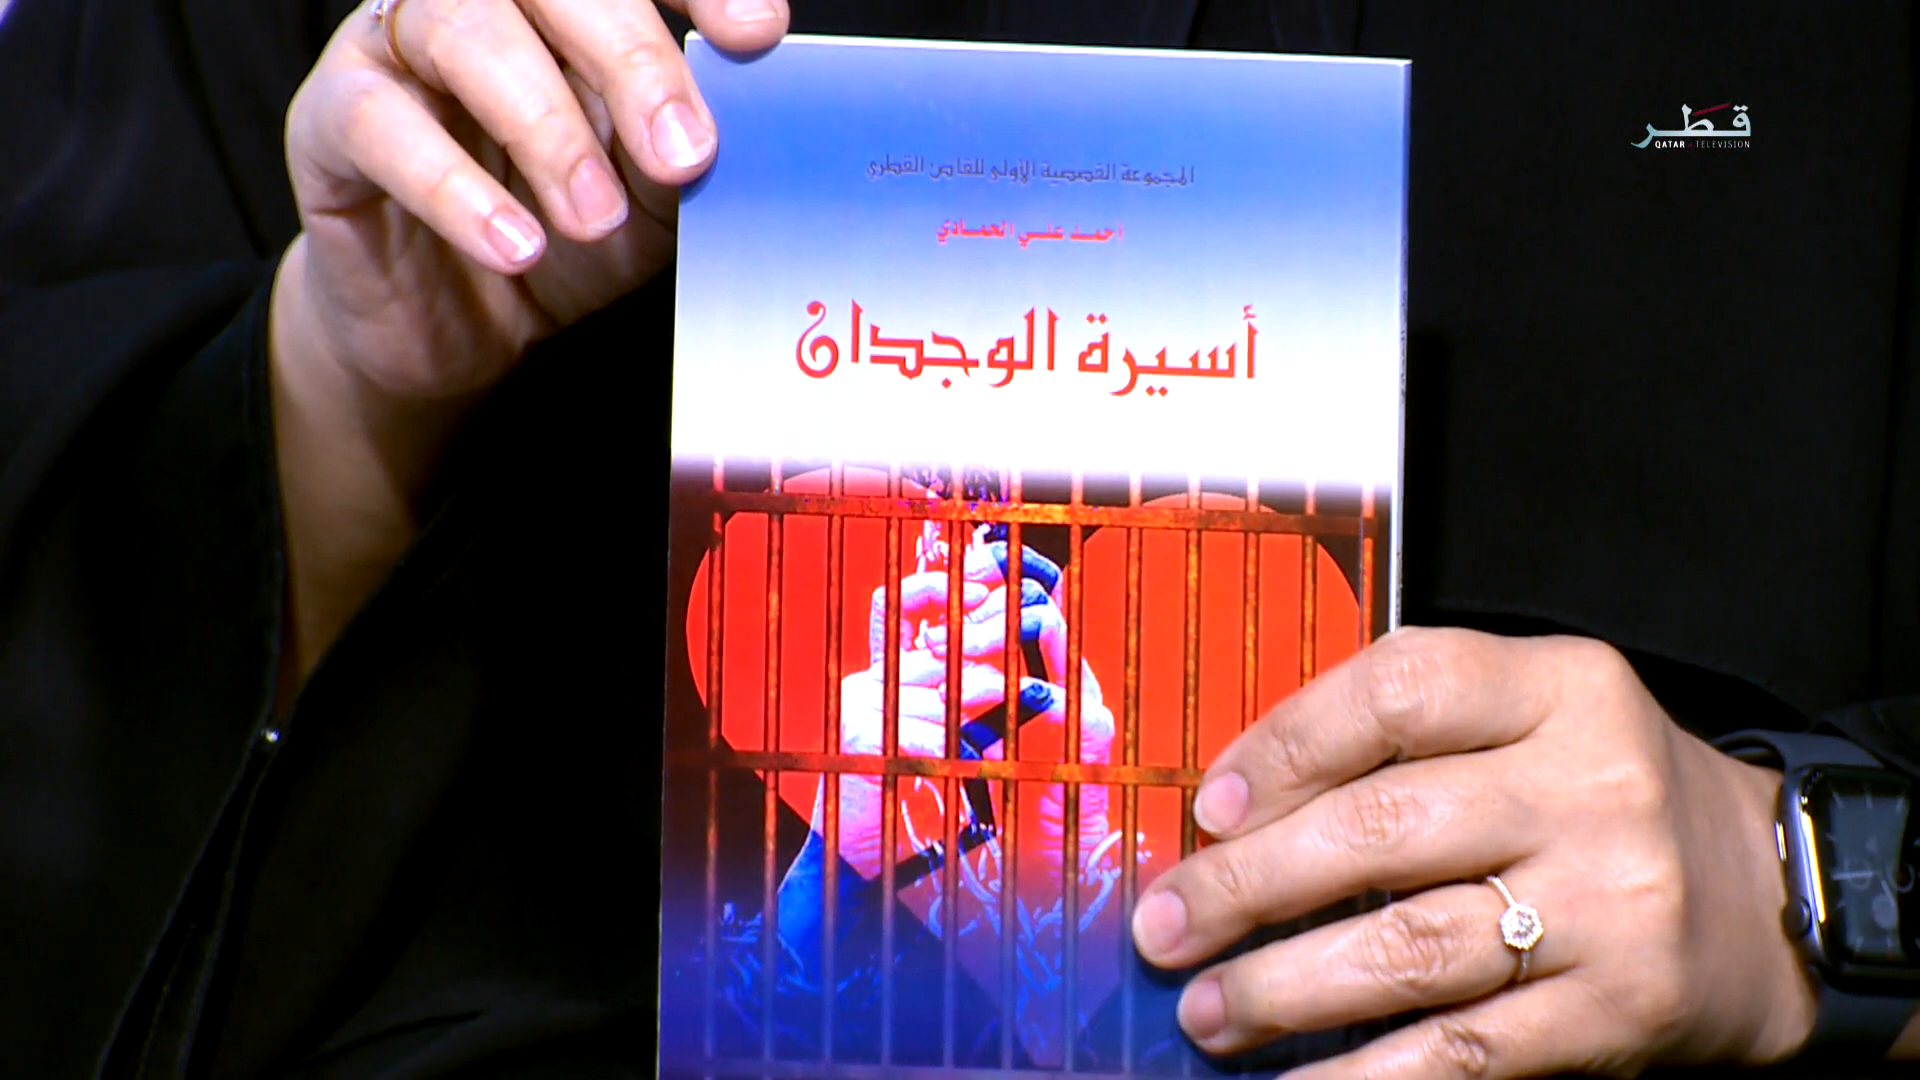 المجموعة القصصية الأولى للقاص القطري
احمد علي الحمادي
أسيرة الوجدان
قطر
QATAR TELEVISION